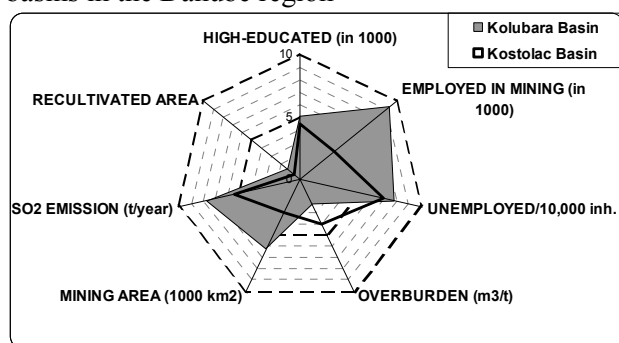 basins in the Danube region
HIGH-EDUCATED (in 1000)
Kolubara Basin
Kostolac Basin
10
RECULTIVATED AREA
EMPLOYED IN MINING (in
1000)
5
0
SO2 EMISSION (t/year)
UNEMPLOYED/10,000 inh.
MINING AREA (1000 km2)
OVERBURDEN (m3/t)